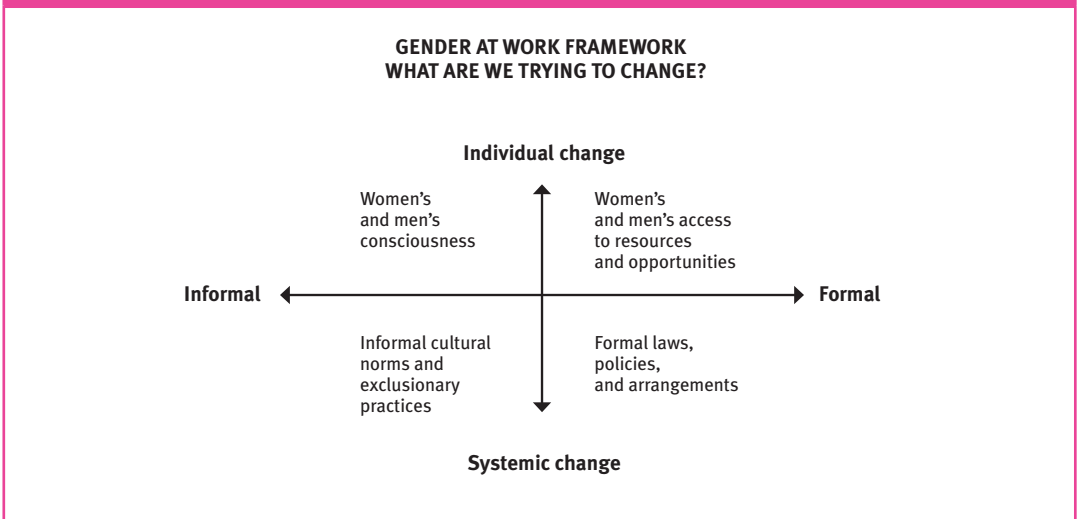 GENDER AT WORK FRAMEWORK
WHAT ARE WE TRYING TO CHANGE?
Individual change
Women’s
and men’s
consciousness
Women’s
and men’s access
to resources
and opportunities
Informal
Formal
Informal cultural
norms and
exclusionary
practices
Formal laws,
policies,
and arrangements
Systemic change